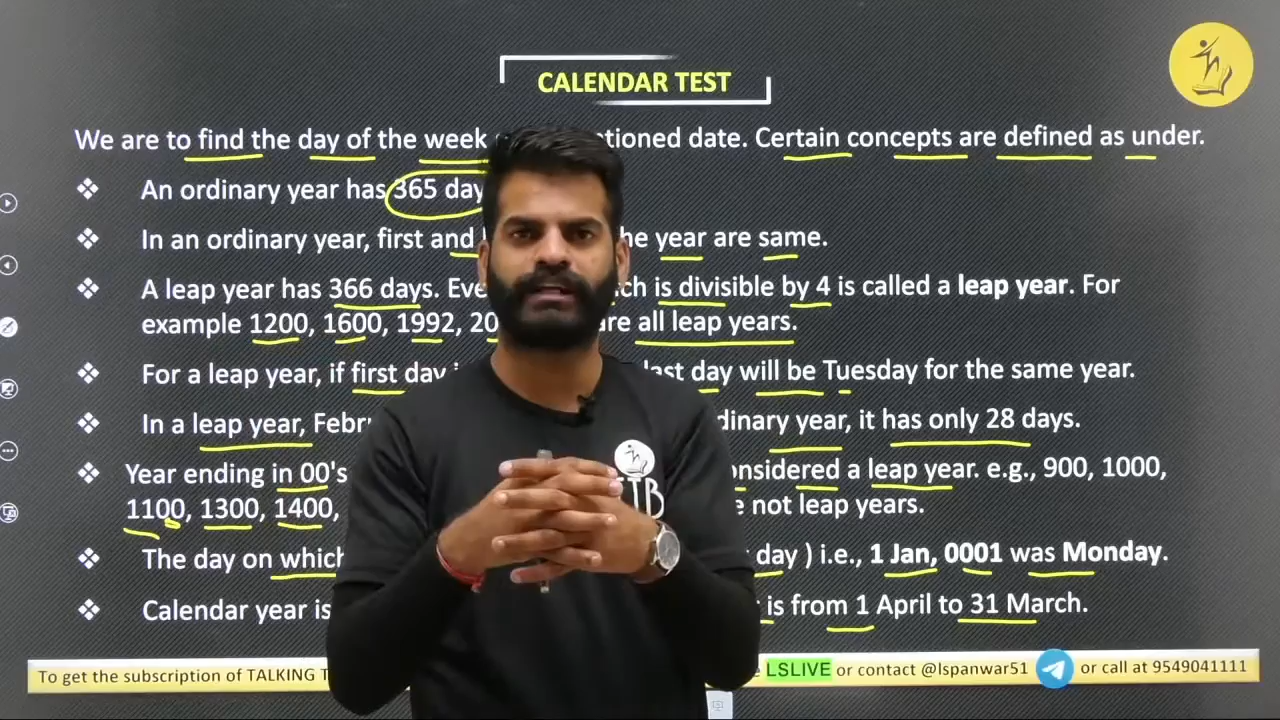 CALENDAR TEST
We are to find the day of the week tioned date. Certain concepts are defined as under.
An ordinary year has 365 day
In an ordinary year, first and he year are same.
A leap year has 366 days. Eve ch is divisible by 4 is called a leap year. For
example 1200, 1600, 1992, 20 are all leap years.
For a leap year, if first day last day will be Tuesday for the same year.
In a leap year, Febr dinary year, it has only 28 days.
Year ending in 00's onsidered a leap year. e.g., 900, 1000,
1100, 1300, 1400, e not leap years.
The day on which day ) i.e., 1 Jan, 0001 was Monday.
Calendar year is is from 1 April to 31 March.
TB
To get the subscription of TALKING T LSLIVE or contact @lspanwar51 or call at 9549041111